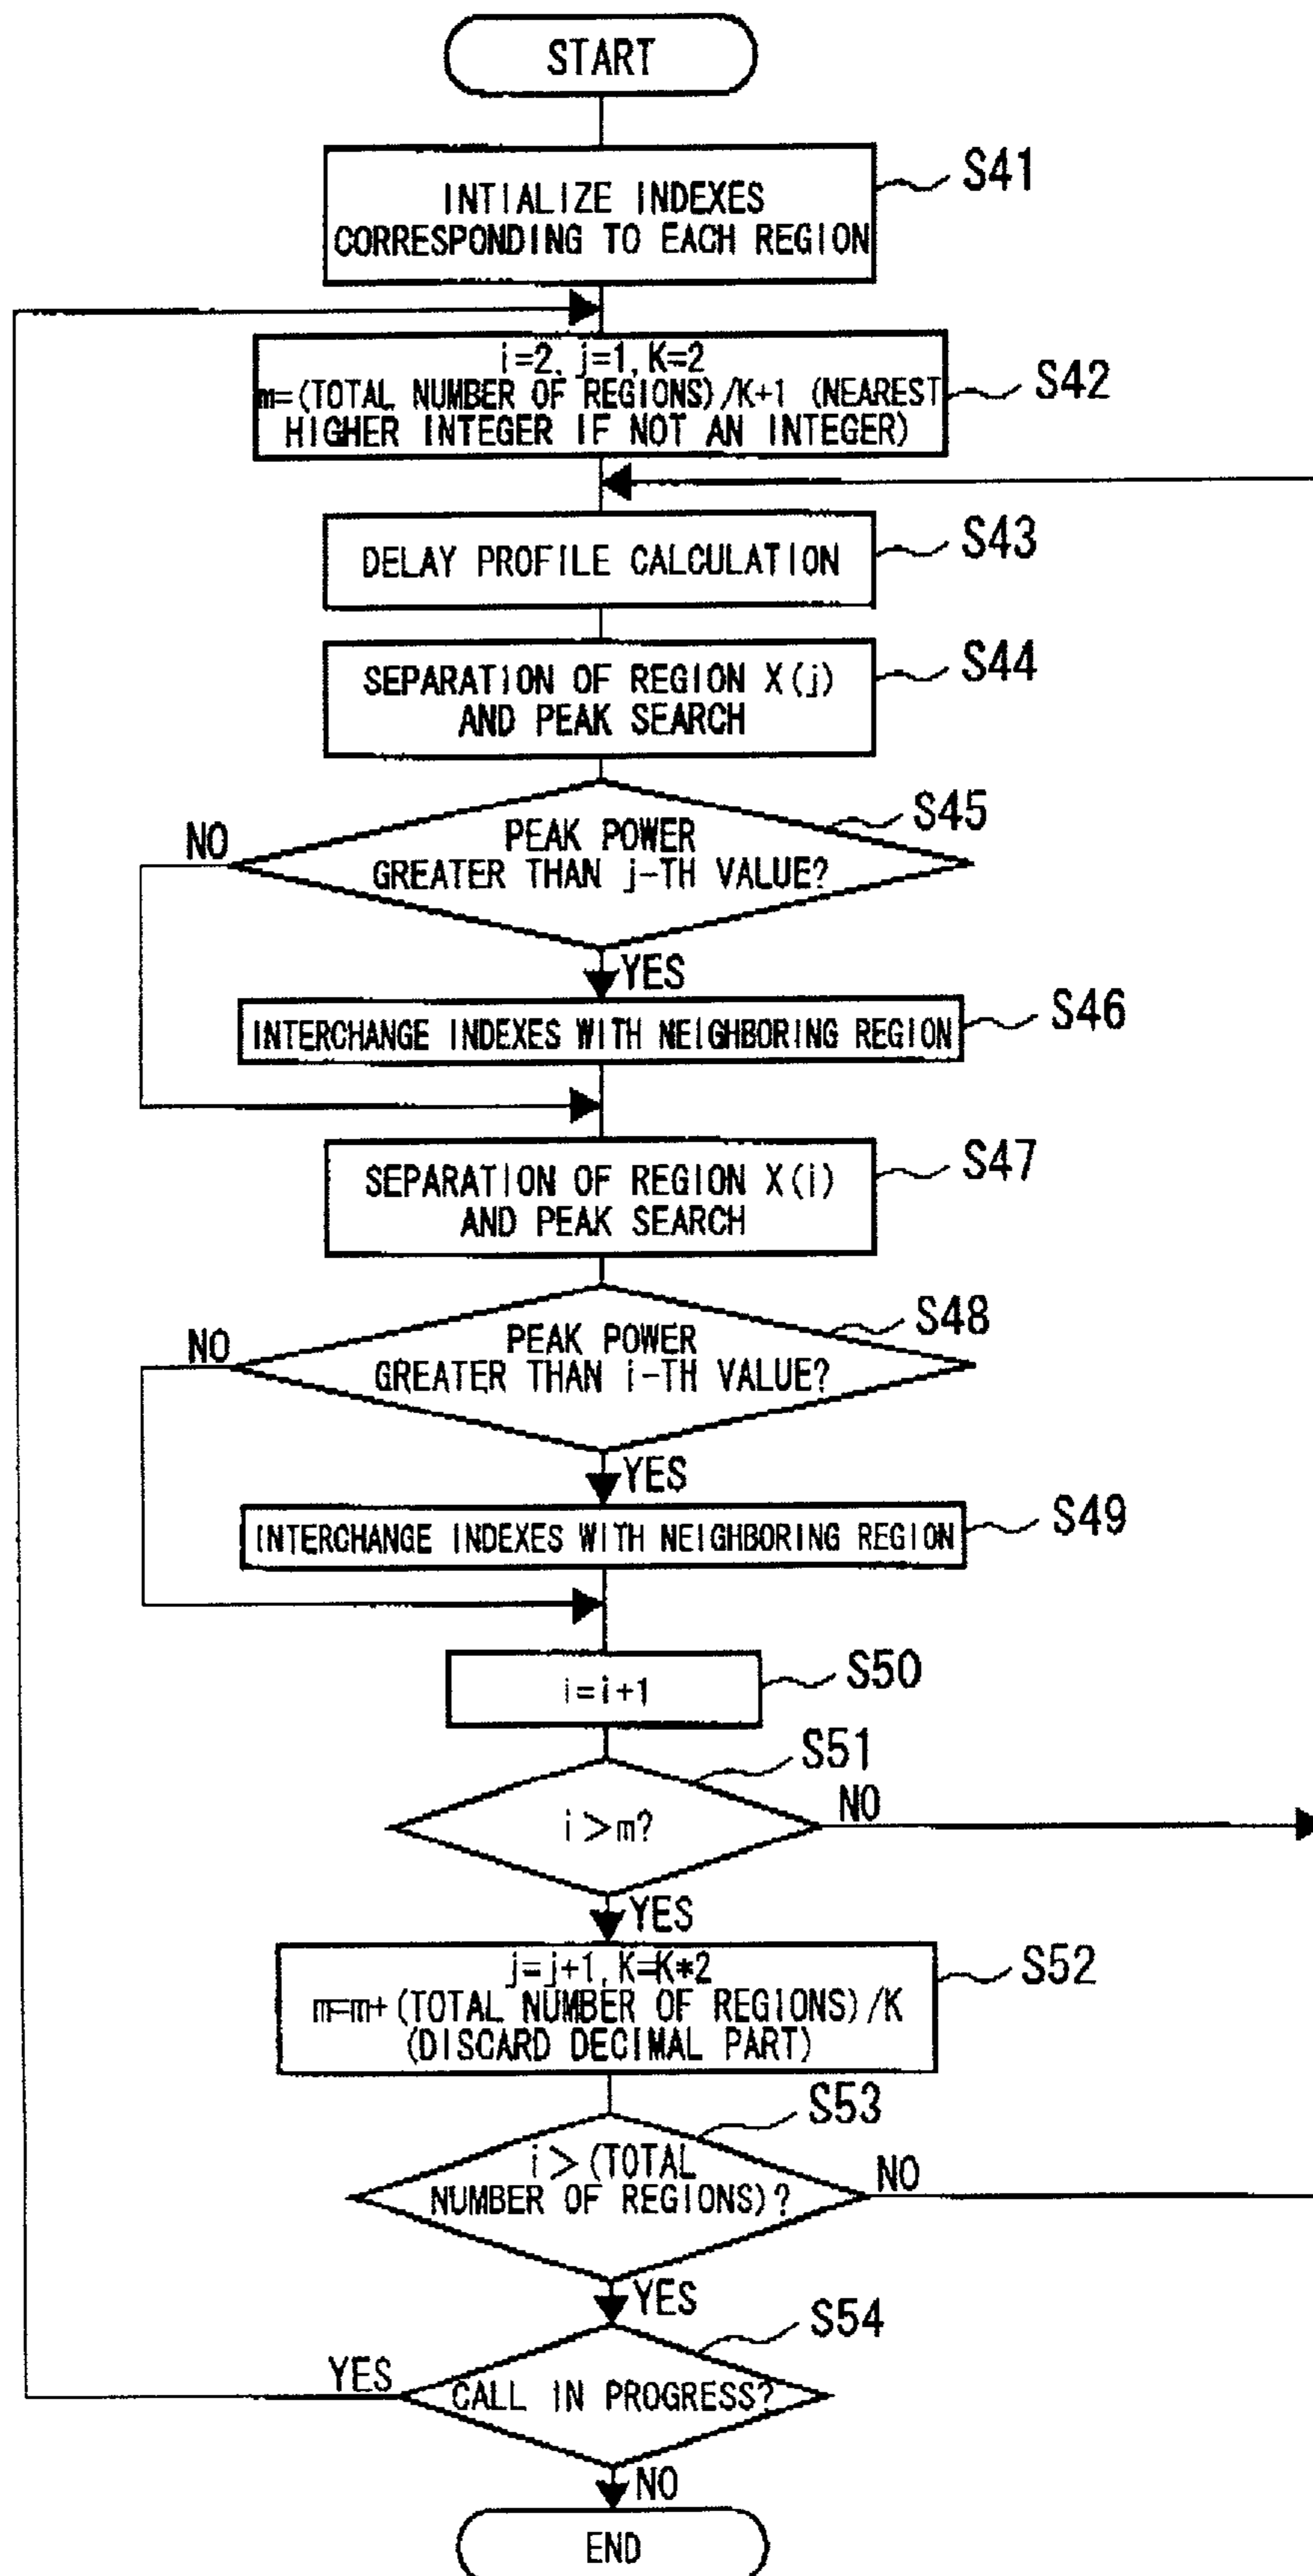 START
INTIALIZE INDEXES
CORRESPONDING TO EACH REGION
S41
i=2, j=1, K=2
m=(TOTAL NUMBER OF REGIONS)/K+1 (NEAREST
HIGHER INTEGER IF NOT AN INTEGER)
S42
DELAY PROFILE CALCULATION
S43
SEPARATION OF REGION X(j)
AND PEAK SEARCH
S44
PEAK POWER
GREATER THAN j-TH VALUE?
S45
NO
YES
INTERCHANGE INDEXES WITH NEIGHBORING REGION
S46
SEPARATION OF REGION X(i)
AND PEAK SEARCH
S47
PEAK POWER
GREATER THAN i-TH VALUE?
S48
NO
YES
INTERCHANGE INDEXES WITH NEIGHBORING REGION
S49
i=i+1
S50
i>m?
S51
NO
YES
j=j+1, K=K*2
m=m+(TOTAL NUMBER OF REGIONS)/K
(DISCARD DECIMAL PART)
S52
i>(TOTAL
NUMBER OF REGIONS)?
S53
NO
YES
CALL IN PROGRESS?
S54
YES
NO
END